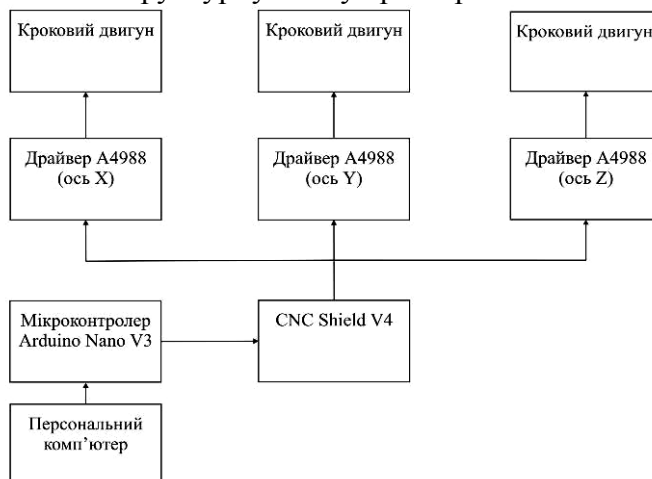 Кроковий двигун
Кроковий двигун
Кроковий двигун
Драйвер А4988
(ось X)
Драйвер А4988
(ось Y)
Драйвер А4988
(ось Z)
Мікроконтролер
Arduino Nano V3
CNC Shield V4
Персональний
комп’ютер